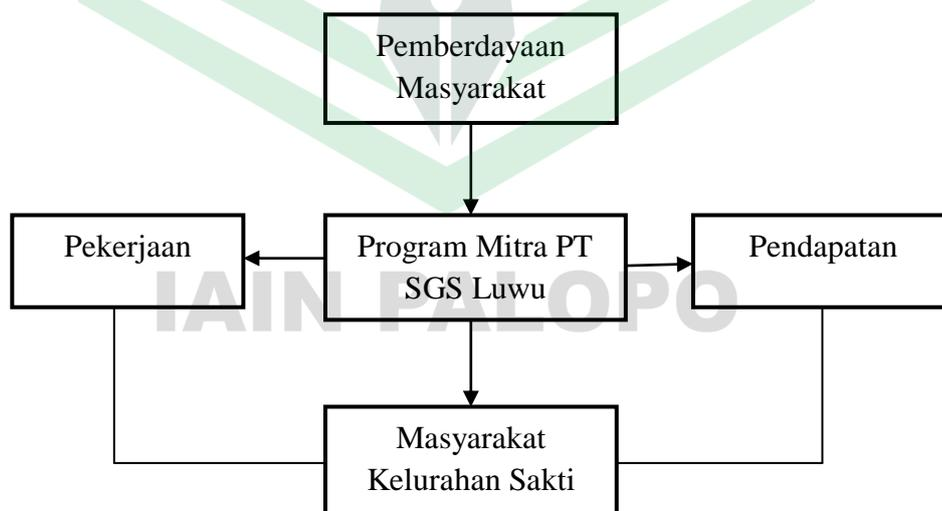 Pemberdayaan
Masyarakat
Pekerjaan
Program Mitra PT
SGS Luwu
Pendapatan
IAIN PALOPO
Masyarakat
Kelurahan Sakti